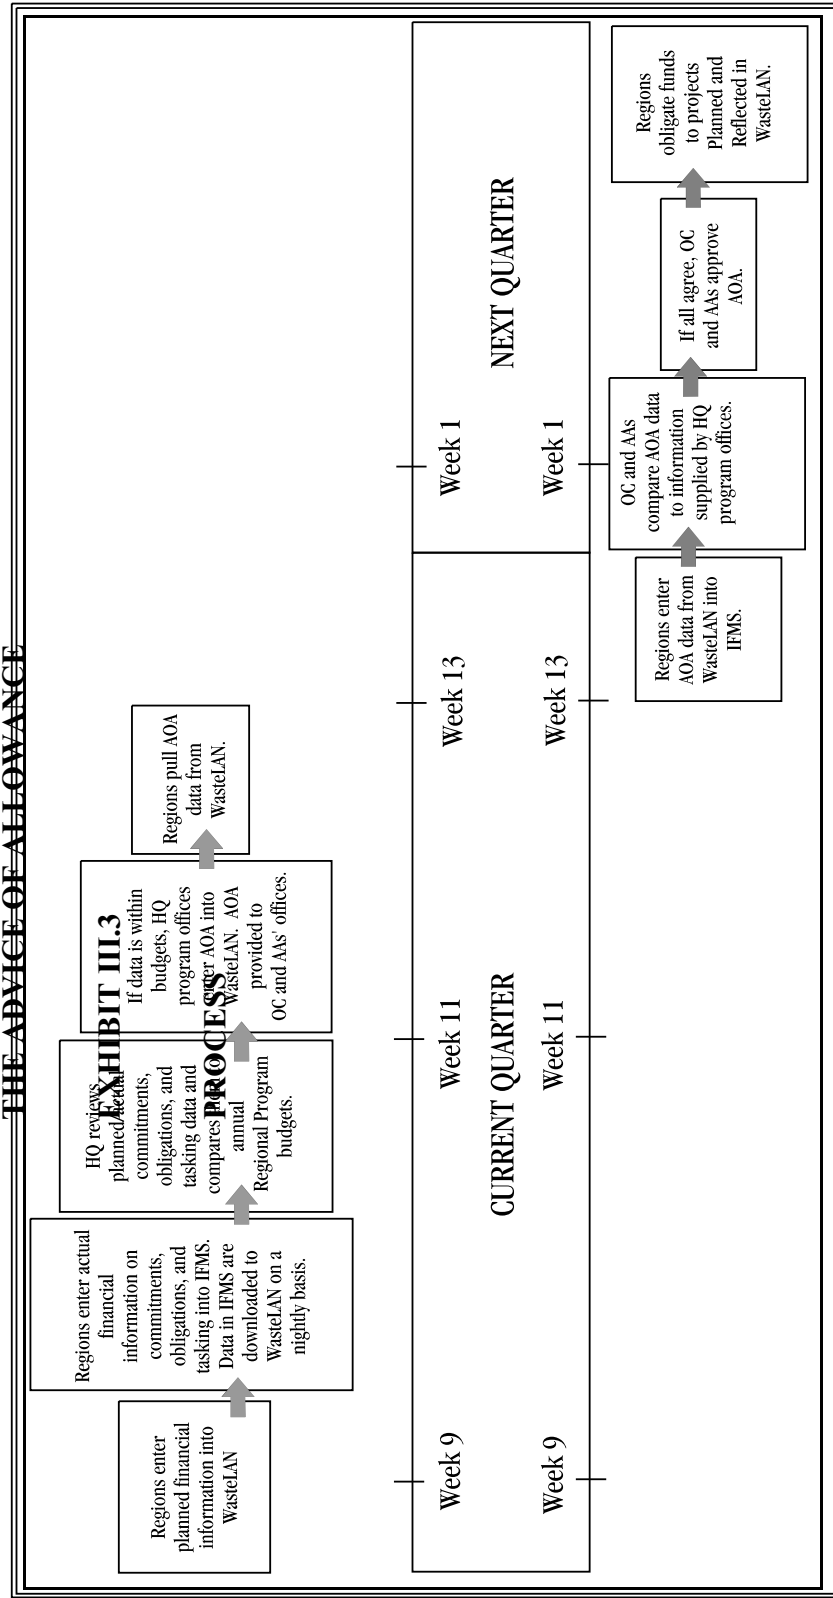 EXHIBIT III.3
THE ADVICE OF ALLOWANCE
PROCESS
Regions enter
planned financial
information into
WasteLAN
Regions enter actual
financial
information on
commitments,
obligations, and
tasking into IFMS.
Data in IFMS are
downloaded to
WasteLAN on a
nightly basis.
HQ reviews
planned/actual
commitments,
obligations, and
tasking data and
compares
annual
Regional Program
budgets.
If data is within
budgets, HQ
program offices
enter AOA into
WasteLAN. AOA
provided to
OC and AAs' offices.
Regions pull AOA
data from
WasteLAN.
Week 9
Week 11
Week 13
Week 1
CURRENT QUARTER
NEXT QUARTER
Week 9
Week 11
Week 13
Week 1
Regions enter
AOA data from
WasteLAN into
IFMS.
OC and AAs
compare AOA data
to information
supplied by HQ
program offices.
If all agree, OC
and AAs approve
AOA.
Regions
obligate funds
to projects
Planned and
Reflected in
WasteLAN.